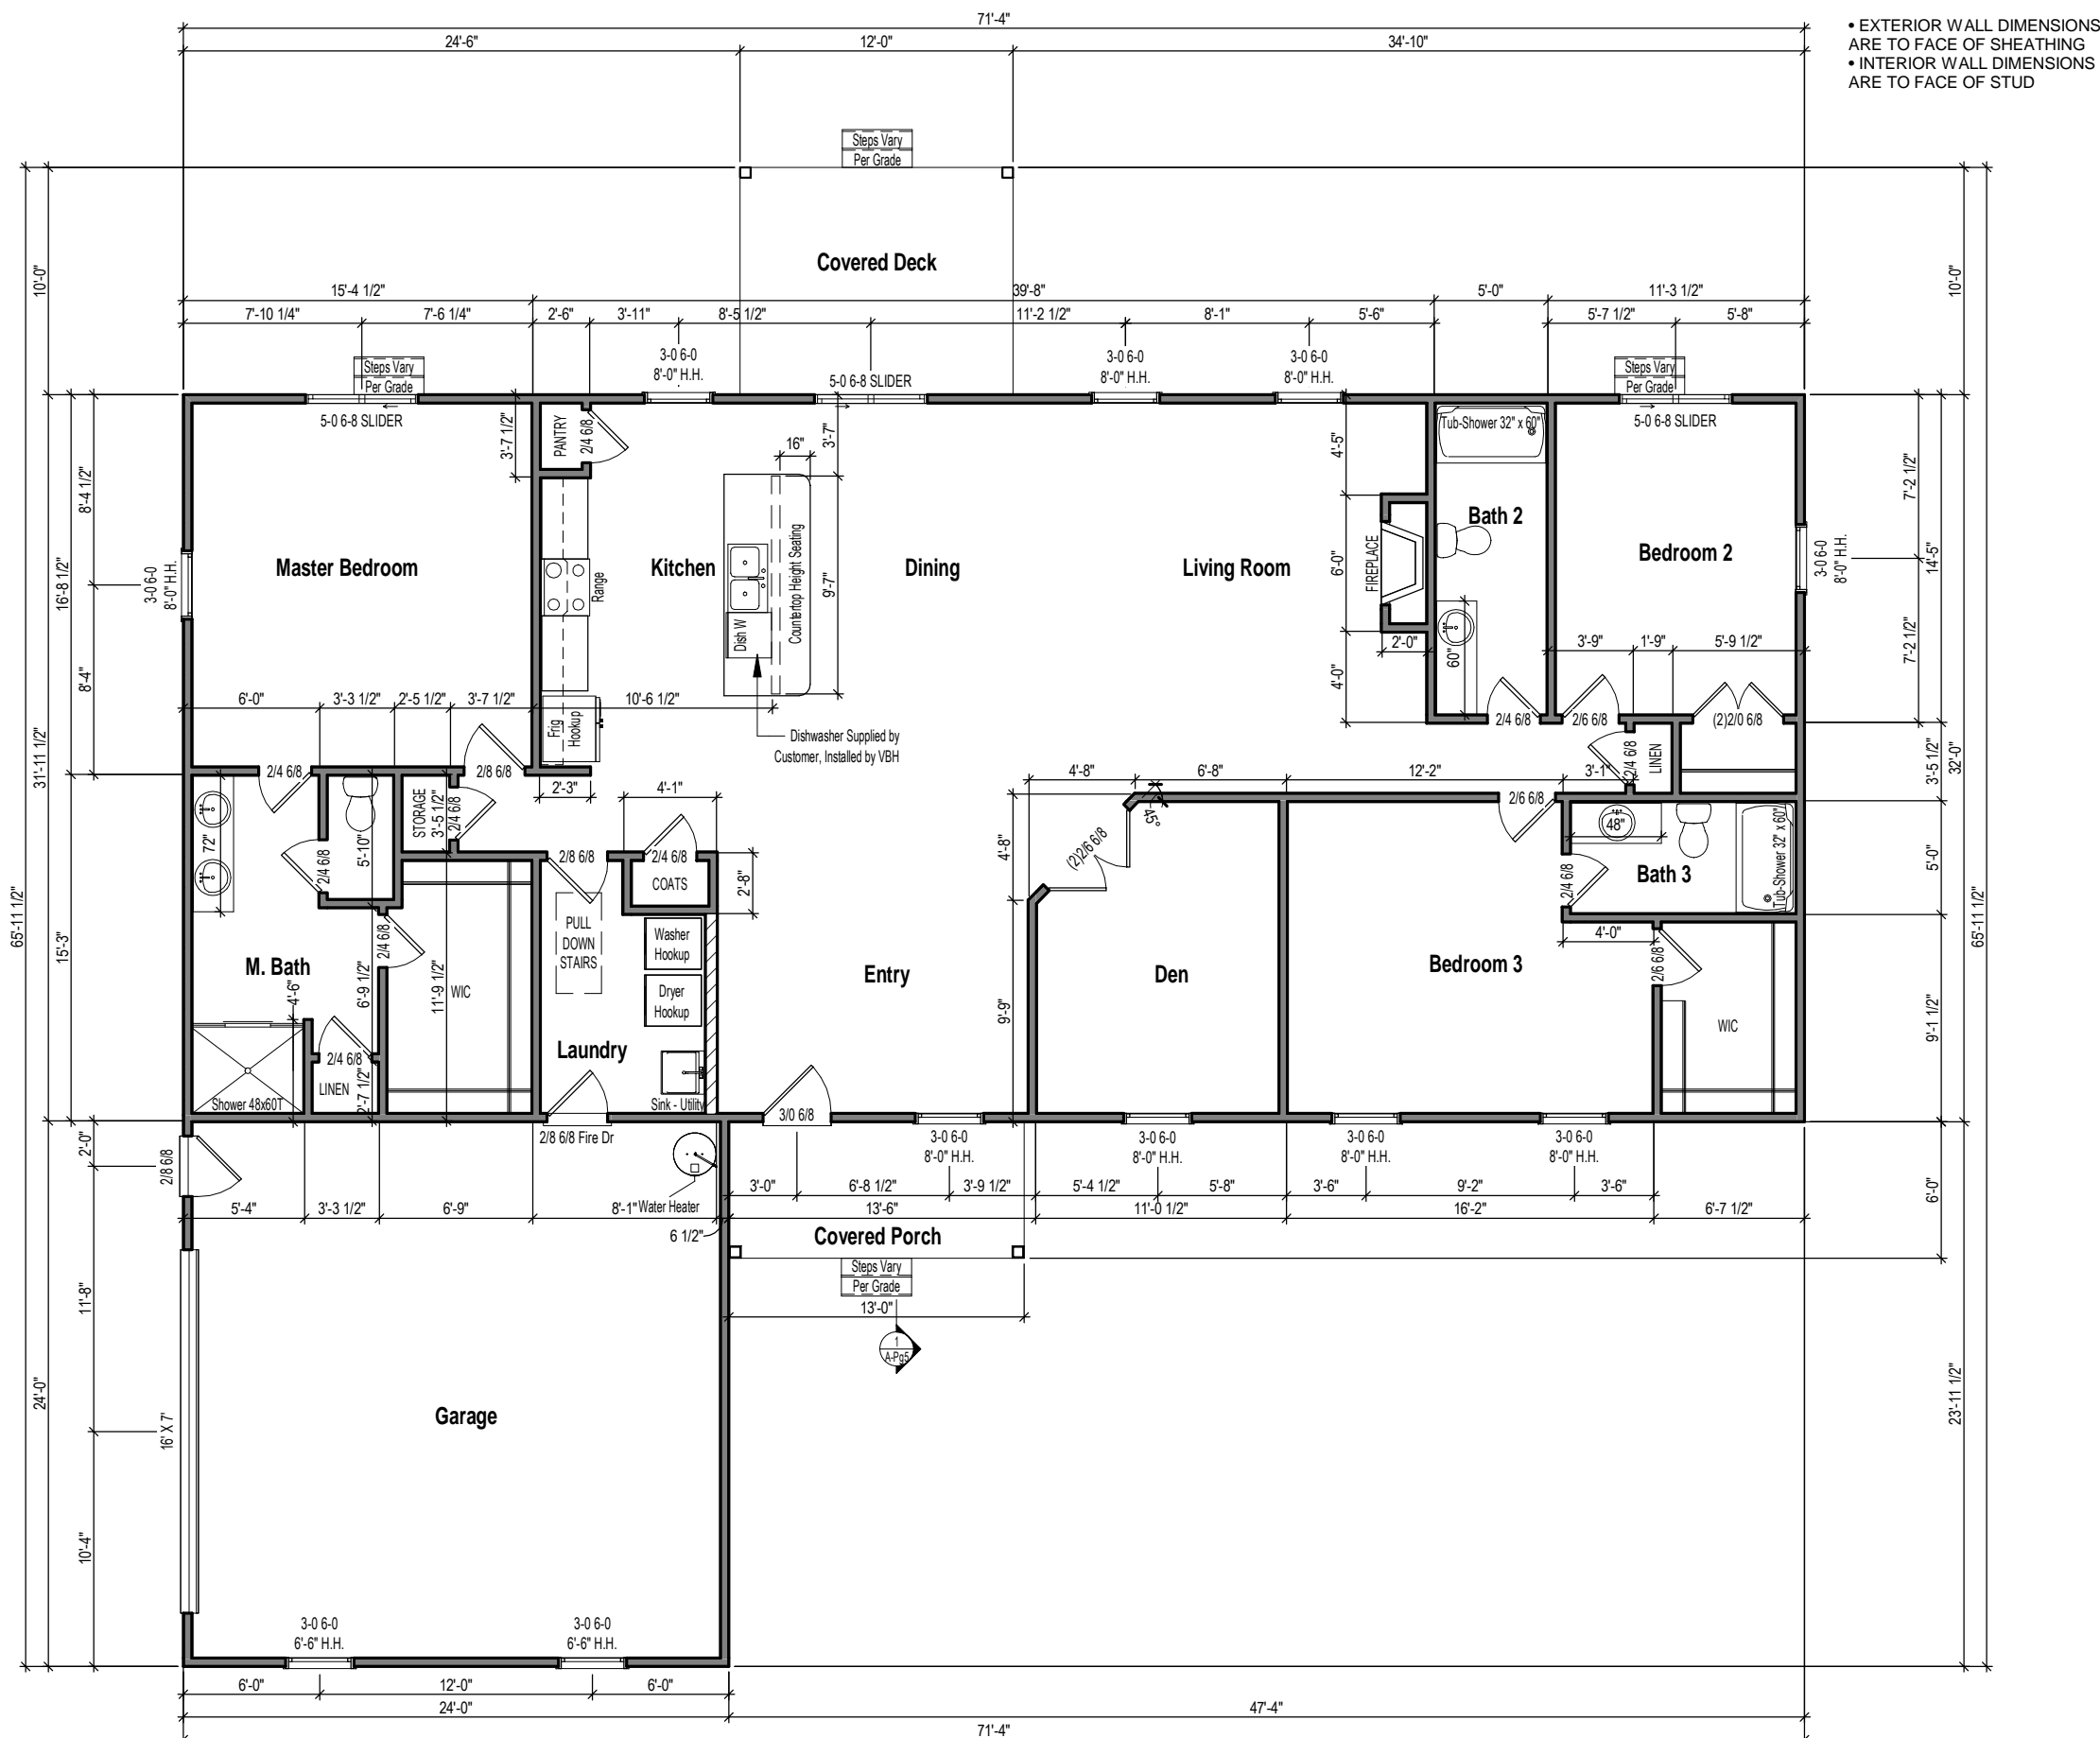 71'-4"
24'-6"
12'-0"
34'-10"
• EXTERIOR WALL DIMENSIONS
ARE TO FACE OF SHEATHING
• INTERIOR WALL DIMENSIONS
ARE TO FACE OF STUD
Steps Vary
Per Grade
Covered Deck
10'-0"
10'-0"
15'-4 1/2"
39'-8"
5'-0"
11'-3 1/2"
7'-10 1/4"
7'-6 1/4"
2'-6"
3'-11"
8'-5 1/2"
11'-2 1/2"
8'-1"
5'-6"
5'-7 1/2"
5'-8"
Steps Vary
Per Grade
3-0 6-0
8'-0" H.H.
5-0 6-8 SLIDER
3-0 6-0
8'-0" H.H.
3-0 6-0
8'-0" H.H.
Steps Vary
Per Grade
5-0 6-8 SLIDER
3'-7 1/2"
PANTRY
2/4 6/8
16"
3'-7"
4'-5"
Tub-Shower 32" x 60"
5-0 6-8 SLIDER
8'-4 1/2"
16'-8 1/2"
31'-11 1/2"
65'-11 1/2"
3-0 6-0
8'-0" H.H.
Master Bedroom
Range
Kitchen
Dish W
Countertop Height Seating
9'-7"
Dining
Living Room
6'-0"
FIREPLACE
2'-0"
Bath 2
60"
Bedroom 2
3-0 6-0
8'-0" H.H.
7'-2 1/2"
14'-5"
7'-2 1/2"
32'-0"
65'-11 1/2"
8'-4"
6'-0"
3'-3 1/2"
2'-5 1/2"
3'-7 1/2"
Frig
Hookup
10'-6 1/2"
Dishwasher Supplied by
Customer, Installed by VBH
4'-0"
3'-9"
1'-9"
5'-9 1/2"
2/4 6/8
2/6 6/8
(2)2/0 6/8
2/4 6/8
LINEN
3'-5 1/2"
2/4 6/8
2/8 6/8
2'-3"
4'-1"
4'-8"
6'-8"
12'-2"
3'-1"
2/6 6/8
45°
72"
2/4 6/8
5'-10"
STORAGE
3'-5 1/2"
2/4 6/8
2/8 6/8
2/4 6/8
COATS
2'-8"
4'-8"
(2)2/6 6/8
48"
2/4 6/8
Bath 3
Tub-Shower 32" x 60"
5'-0"
15'-3"
M. Bath
4'-6"
6'-9 1/2"
2/4 6/8
11'-9 1/2"
WIC
PULL
DOWN
STAIRS
Washer
Hookup
Dryer
Hookup
Laundry
Entry
9'-9"
Den
Bedroom 3
4'-0"
2/6 6/8
WIC
9'-1 1/2"
Shower 48x60T
2/4 6/8
LINEN
2'-7 1/2"
Sink - Utility
3/0 6/8
2/8 6/8 Fire Dr
3-0 6-0
8'-0" H.H.
3-0 6-0
8'-0" H.H.
3-0 6-0
8'-0" H.H.
3-0 6-0
8'-0" H.H.
2'-0"
2/8 6/8
3'-0"
6'-8 1/2"
3'-9 1/2"
5'-4 1/2"
5'-8"
3'-6"
9'-2"
3'-6"
6'-0"
5'-4"
3'-3 1/2"
6'-9"
8'-1"
Water Heater
13'-6"
11'-0 1/2"
16'-2"
6'-7 1/2"
6 1/2"
Covered Porch
Steps Vary
Per Grade
13'-0"
1
A-Pg5
11'-8"
24'-0"
16' X 7'
Garage
23'-11 1/2"
10'-4"
3-0 6-0
6'-6" H.H.
3-0 6-0
6'-6" H.H.
6'-0"
12'-0"
6'-0"
24'-0"
47'-4"
71'-4"